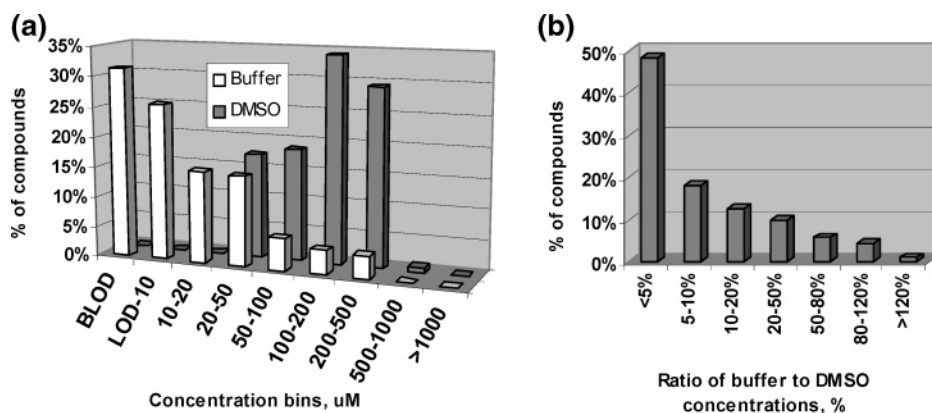 (a)
35%
30%
25%
20%
15%
10%
5%
0%
% of compounds
Buffer
DMSO
BLOD
LOD-10
10-20
20-50
50-100
100-200
200-500
500-1000
>1000
Concentration bins, uM
(b)
50%
40%
30%
20%
10%
0%
% of compounds
<5%
5-10%
10-20%
20-50%
50-80%
80-120%
>120%
Ratio of buffer to DMSO
concentrations, %